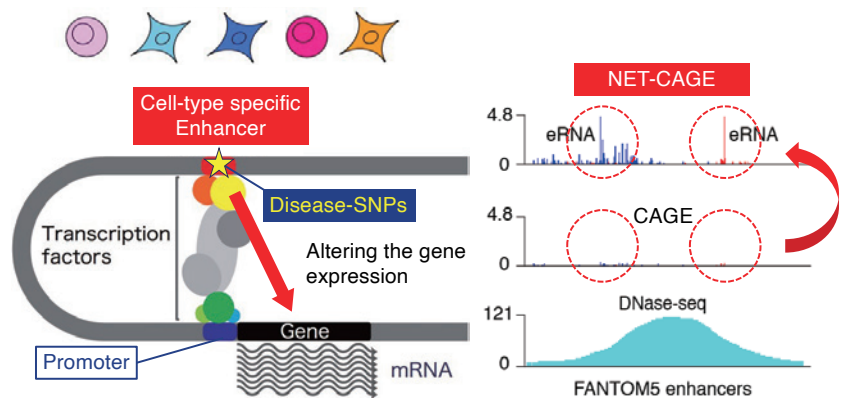 Cell-type specific
Enhancer
Disease-SNPs
Transcription
factors
Altering the gene
expression
Gene
Promoter
mRNA
NET-CAGE
4.8
eRNA
eRNA
0
4.8
CAGE
0
DNase-seq
121
0
FANTOM5 enhancers